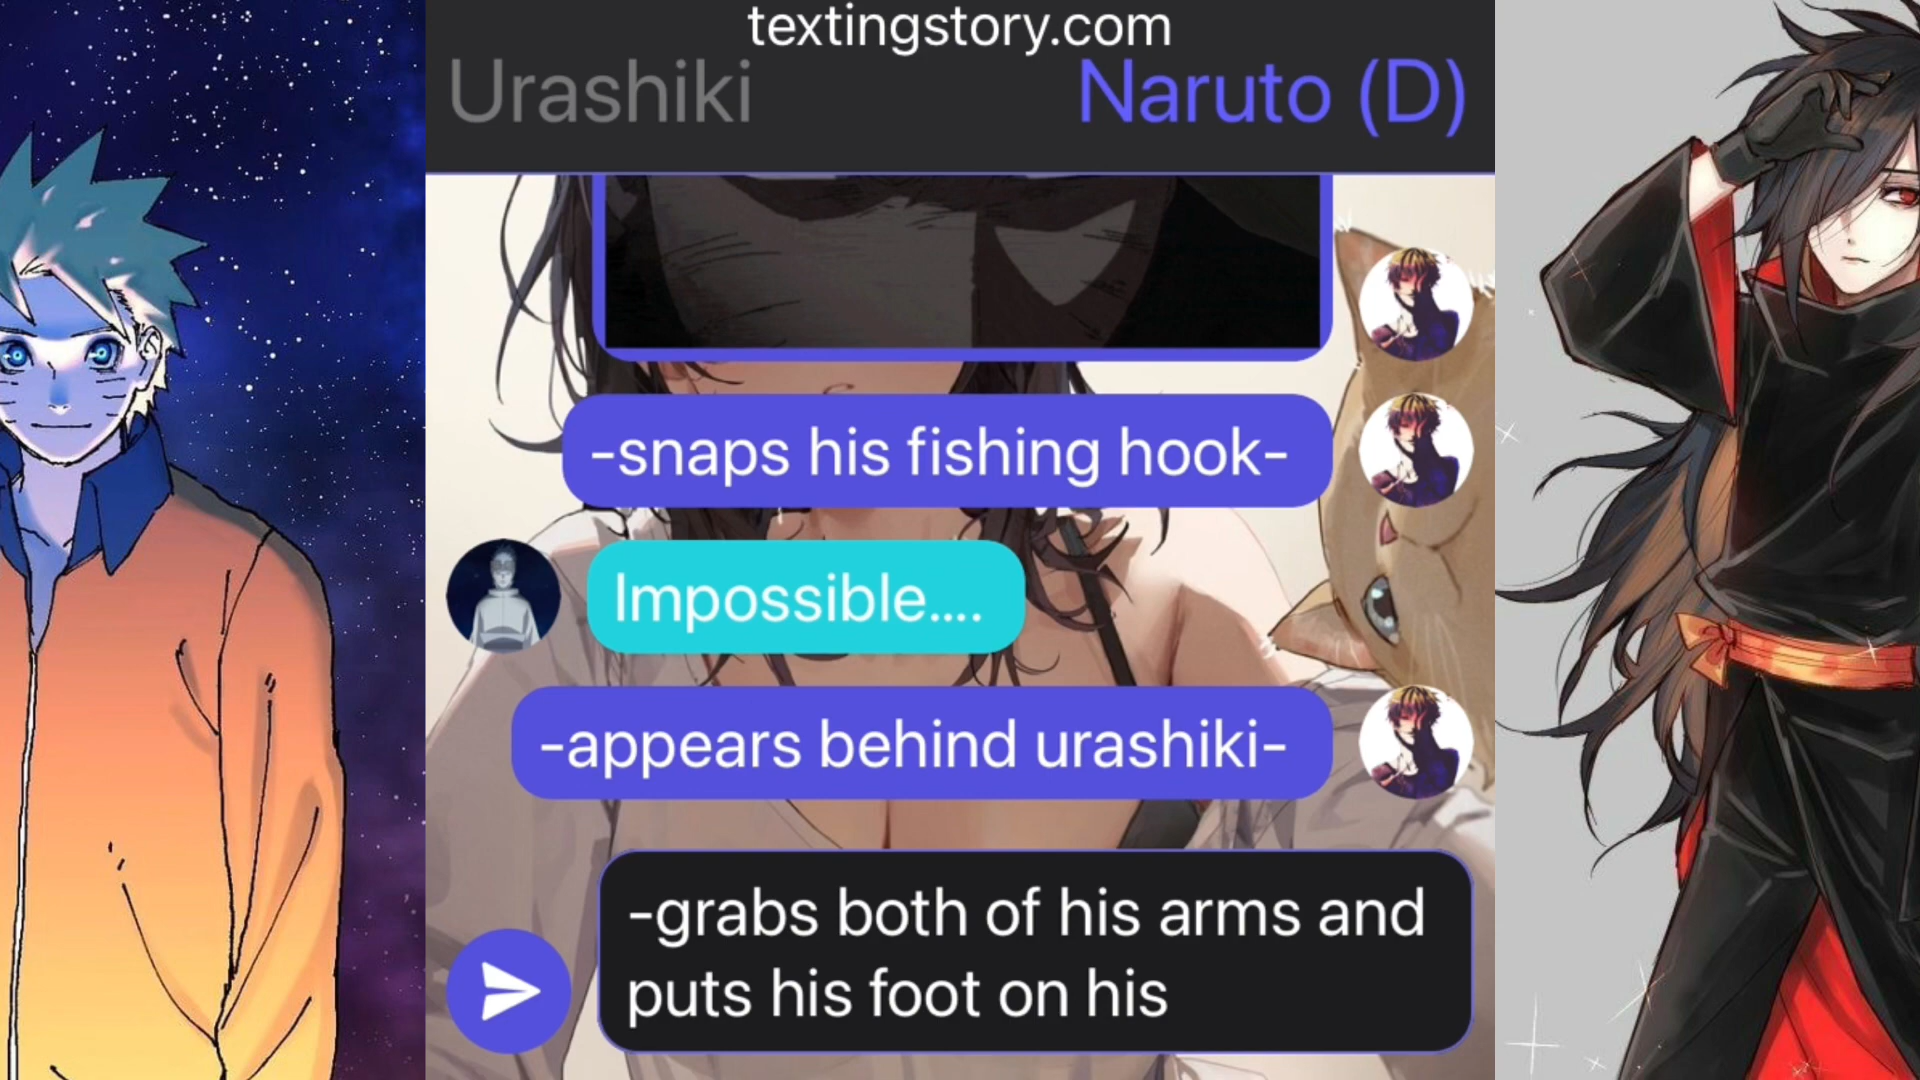 textingstory.com
Urashiki
Naruto (D)
-snaps his fishing hook-
Impossible....
-appears behind urashiki-
-grabs both of his arms and
puts his foot on his